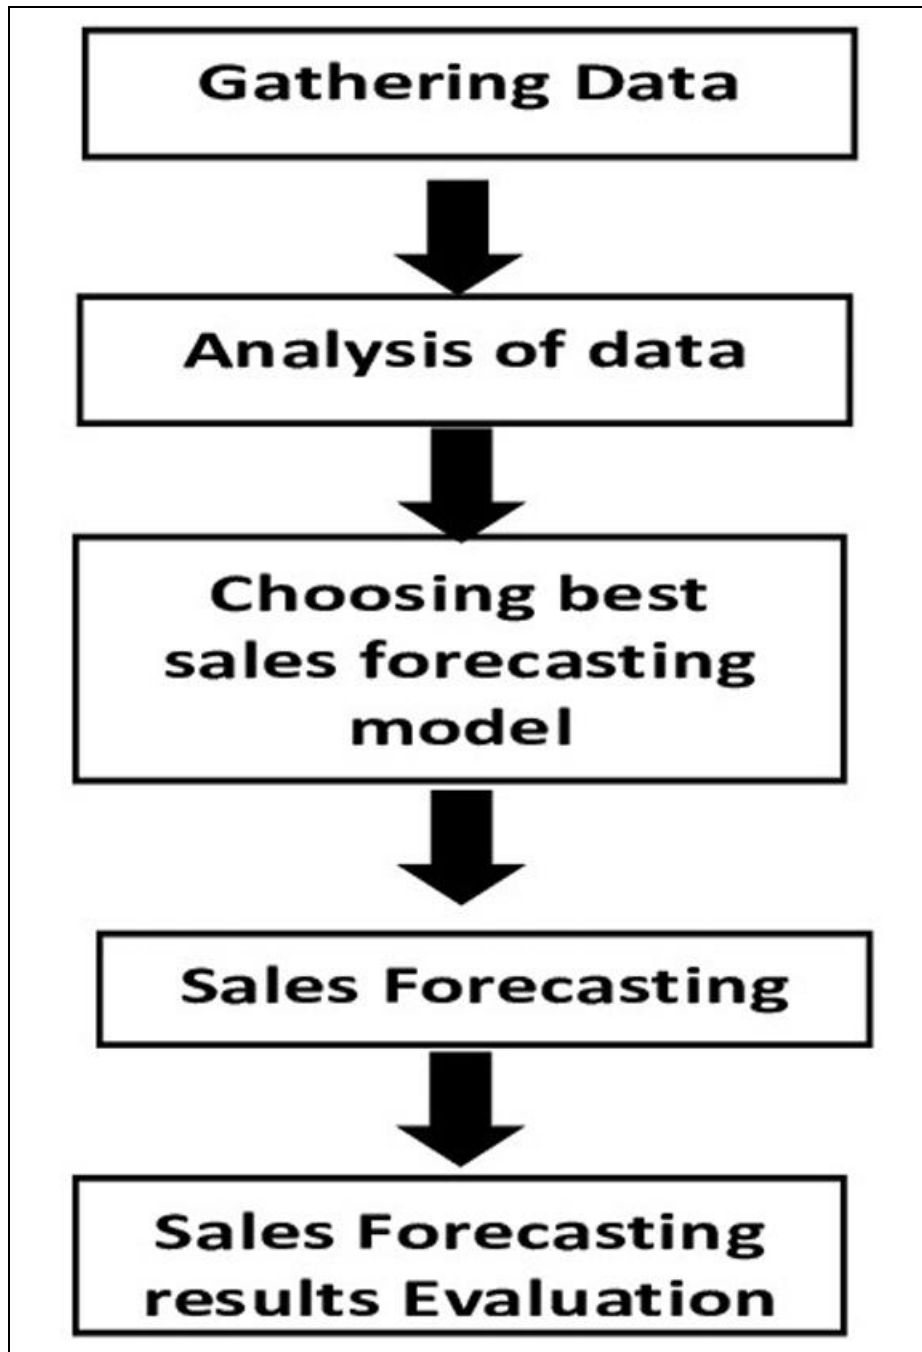 Gathering Data
Analysis of data
Choosing best
sales forecasting
model
Sales Forecasting
Sales Forecasting
results Evaluation